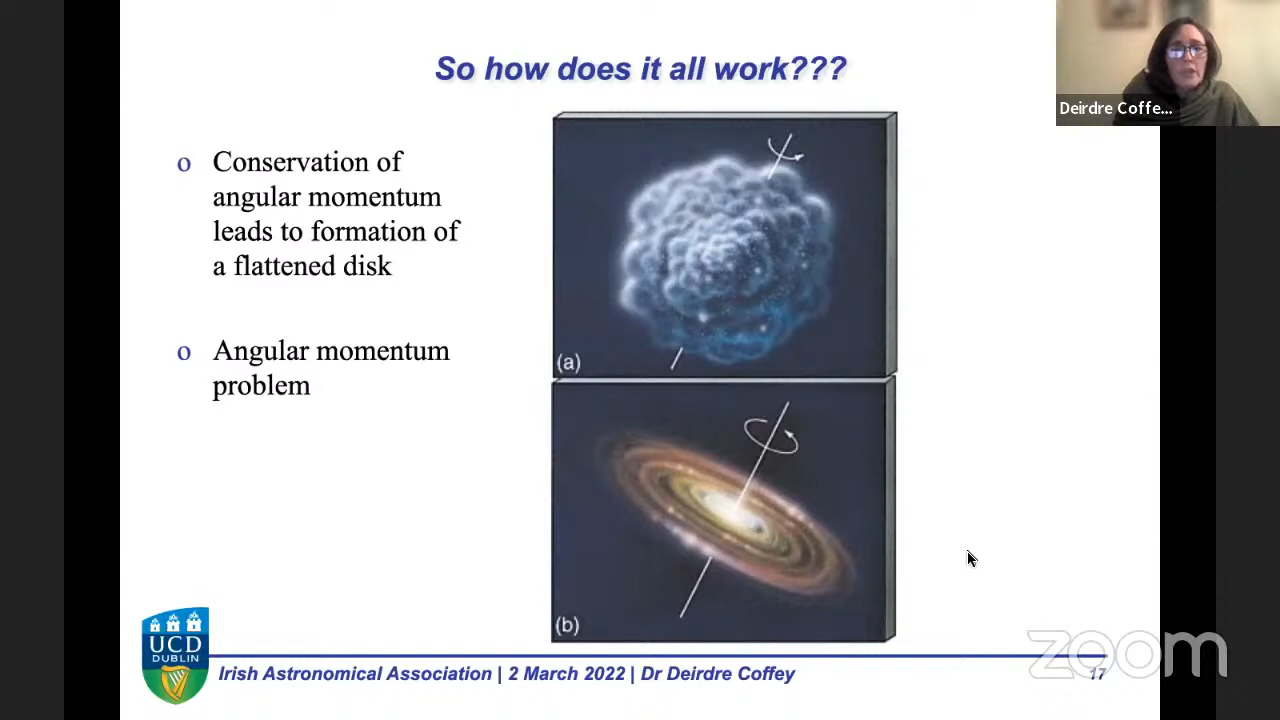 So how does it all work???
Deirdre Coffe...
o Conservation of
angular momentum
leads to formation of
a flattened disk
o Angular momentum
problem
(a)
(b)
UCD
DUBLIN
Irish Astronomical Association | 2 March 2022 | Dr Deirdre Coffey
17
zoom